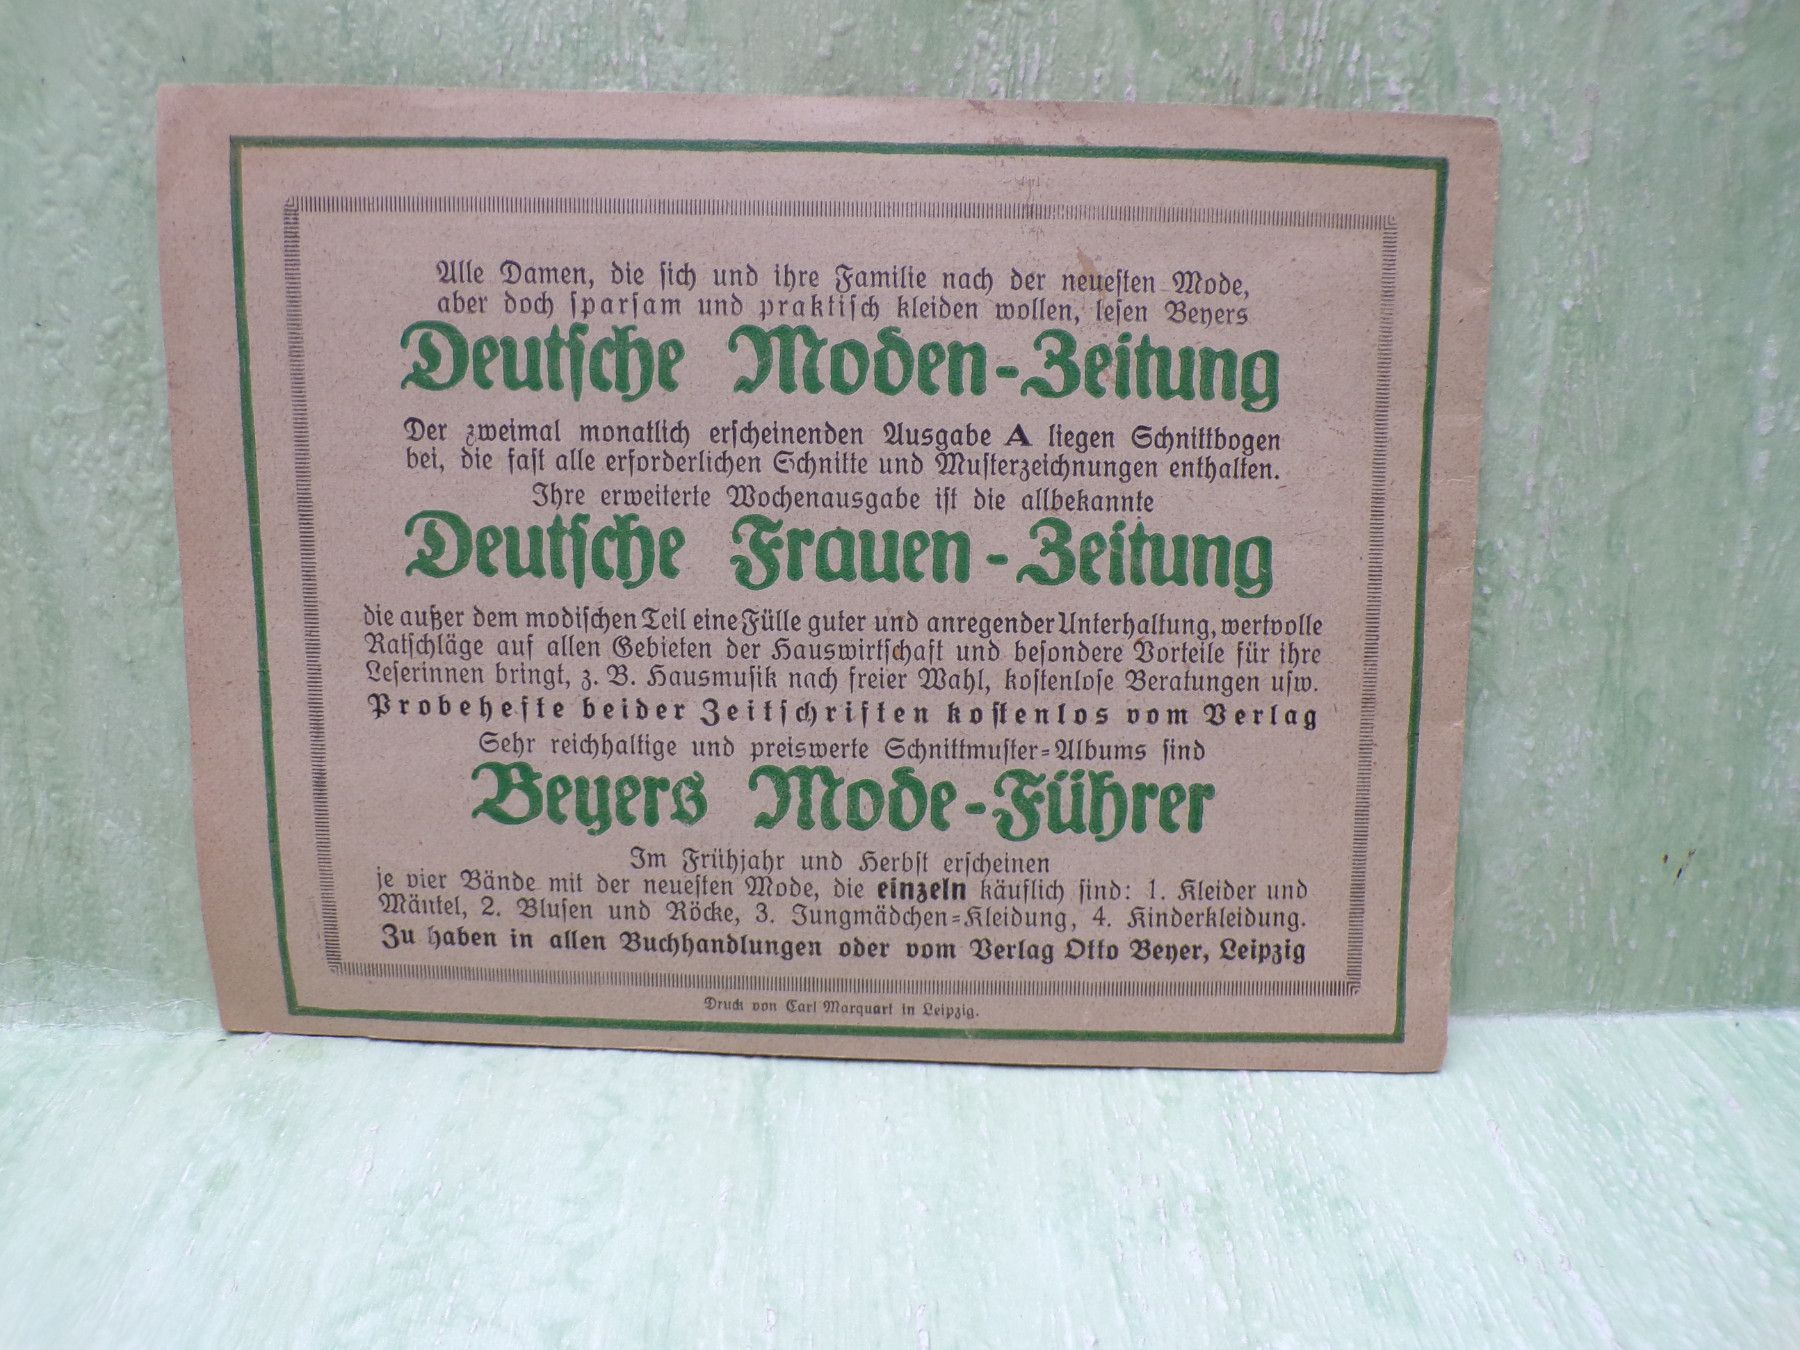 Alle Damen, die sich und ihre Familie nach der neuesten Mode,
aber doch sparsam und praktisch kleiden wollen, lesen Beyers
Deutsche Moden-Zeitung
Der zweimal monatlich erscheinenden Ausgabe A liegen Schnittbogen
bei, die fast alle erforderlichen Schnitte und Musterzeichnungen enthalten.
Ihre erweiterte Wochenausgabe ist die allbekannte
Deutsche Frauen-Zeitung
die außer dem modischen Teil eine Fülle guter und anregender Unterhaltung, wertvolle
Ratschläge auf allen Gebieten der Hauswirtschaft und besondere Vorteile für ihre
Leserinnen bringt, z. B. Hausmusik nach freier Wahl, kostenlose Beratungen usw.
Probehefte beider Zeitschriften kostenlos vom Verlag
Sehr reichhaltige und preiswerte Schnittmuster-Albums sind
Beyers Mode-Führer
Im Frühjahr und Herbst erscheinen
je vier Bände mit der neuesten Mode, die einzeln käuflich sind: 1. Kleider und
Mäntel, 2. Blusen und Röcke, 3. Jungmädchen-Kleidung, 4. Kinderkleidung.
Zu haben in allen Buchhandlungen oder vom Verlag Otto Beyer, Leipzig
Druck von Carl Marquart in Leipzig.